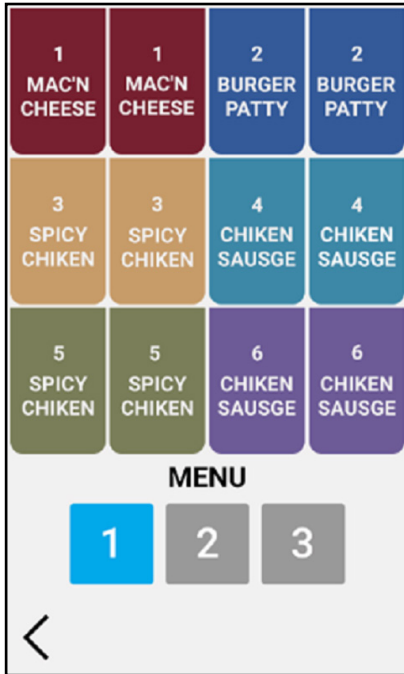 1 1 2 2
MAC'N MAC'N BURGER BURGER
CHEESE CHEESE PATTY PATTY
3 3 4 4
SPICY SPICY CHIKEN CHIKEN
CHIKEN CHIKEN SAUSGE SAUSGE
5 5 6 6
SPICY SPICY CHIKEN CHIKEN
CHIKEN CHIKEN SAUSGE SAUSGE
MENU
1 2 3